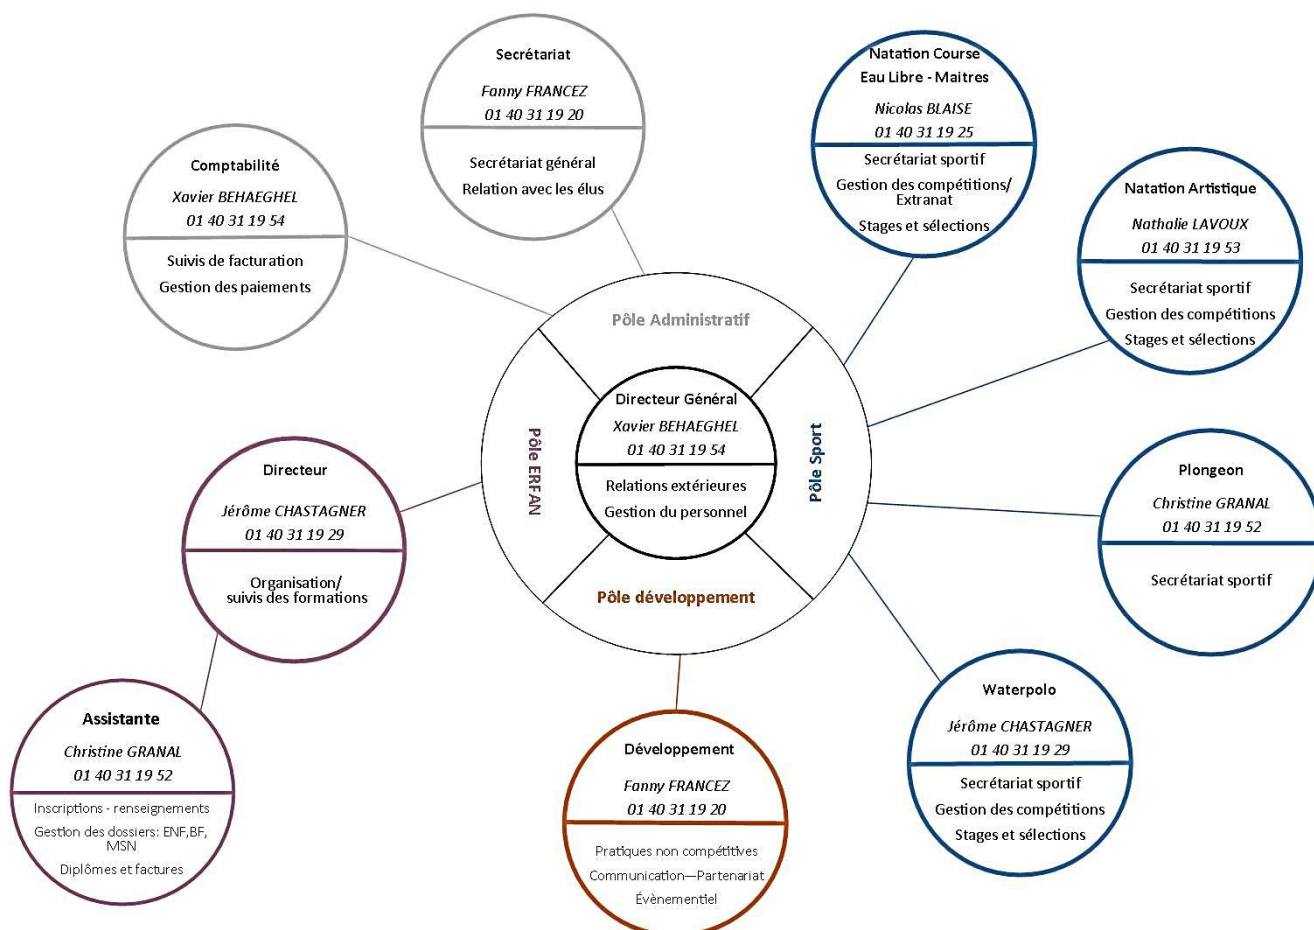 Secrétariat
Fanny FRANCEZ
01 40 31 19 20
Secrétariat général
Relation avec les élus
Natation Course
Eau Libre - Maitres
Nicolas BLAISE
01 40 31 19 25
Secrétariat sportif
Gestion des compétitions/
Extranat
Stages et sélections
Comptabilité
Xavier BEHAEGHEL
01 40 31 19 54
Suivis de facturation
Gestion des paiements
Natation Artistique
Nathalie LAVOUX
01 40 31 19 53
Secrétariat sportif
Gestion des compétitions
Stages et sélections
Pôle Administratif
Pôle ERFAN
Directeur Général
Xavier BEHAEGHEL
01 40 31 19 54
Relations extérieures
Gestion du personnel
Pôle Sport
Pôle développement
Directeur
Jérôme CHASTAGNER
01 40 31 19 29
Organisation/
suivis des formations
Plongeon
Christine GRANAL
01 40 31 19 52
Secrétariat sportif
Assistante
Christine GRANAL
01 40 31 19 52
Inscriptions - renseignements
Gestion des dossiers: ENF,BF,
MSN
Diplômes et factures
Développement
Fanny FRANCEZ
01 40 31 19 20
Pratiques non compétitives
Communication—Partenariat
Évènementiel
Waterpolo
Jérôme CHASTAGNER
01 40 31 19 29
Secrétariat sportif
Gestion des compétitions
Stages et sélections